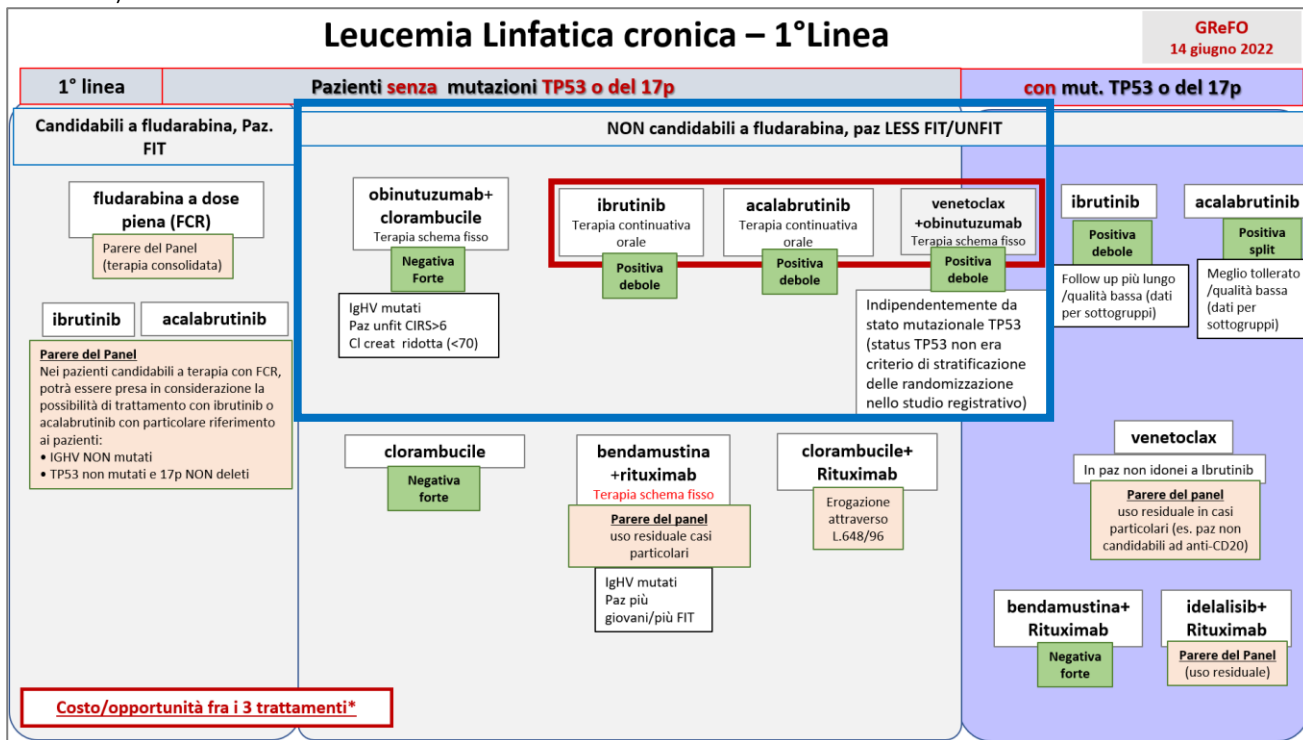 Leucemia Linfatica cronica – 1°Linea
GReFO
14 giugno 2022
1° linea
Pazienti senza mutazioni TP53 o del 17p
con mut. TP53 o del 17p
Candidabili a fludarabina, Paz.
FIT
NON candidabili a fludarabina, paz LESS FIT/UNFIT
fludarabina a dose
piena (FCR)
Parere del Panel
(terapia consolidata)
ibrutinib
acalabrutinib
Parere del Panel
Nei pazienti candidabili a terapia con FCR,
potrà essere presa in considerazione la
possibilità di trattamento con ibrutinib o
acalabrutinib con particolare riferimento
ai pazienti:
• IGHV NON mutati
• TP53 non mutati e 17p NON deleti
obinutuzumab+
clorambucile
Terapia schema fisso
Negativa
Forte
IgHV mutati
Paz unfit CIRS>6
Cl creat ridotta (<70)
ibrutinib
Terapia continuativa
orale
Positiva
debole
acalabrutinib
Terapia continuativa
orale
Positiva
debole
venetoclax
+obinutuzumab
Terapia schema fisso
Positiva
debole
Indipendentemente da
stato mutazionale TP53
(status TP53 non era
criterio di stratificazione
delle randomizzazione
nello studio registrativo)
clorambucile
Negativa
forte
bendamustina
+rituximab
Terapia schema fisso
Parere del panel
uso residuale casi
particolari
IgHV mutati
Paz più
giovani/più FIT
clorambucile+
Rituximab
Erogazione
attraverso
L.648/96
ibrutinib
Positiva
debole
Follow up più lungo
/qualità bassa (dati
per sottogruppi)
acalabrutinib
Positiva
split
Meglio tollerato
/qualità bassa
(dati per
sottogruppi)
venetoclax
In paz non idonei a Ibrutinib
Parere del panel
uso residuale in casi
particolari (es. paz non
candidabili ad anti-CD20)
bendamustina+
Rituximab
Negativa
forte
idelalisib+
Rituximab
Parere del Panel
(uso residuale)
Costo/opportunità fra i 3 trattamenti*